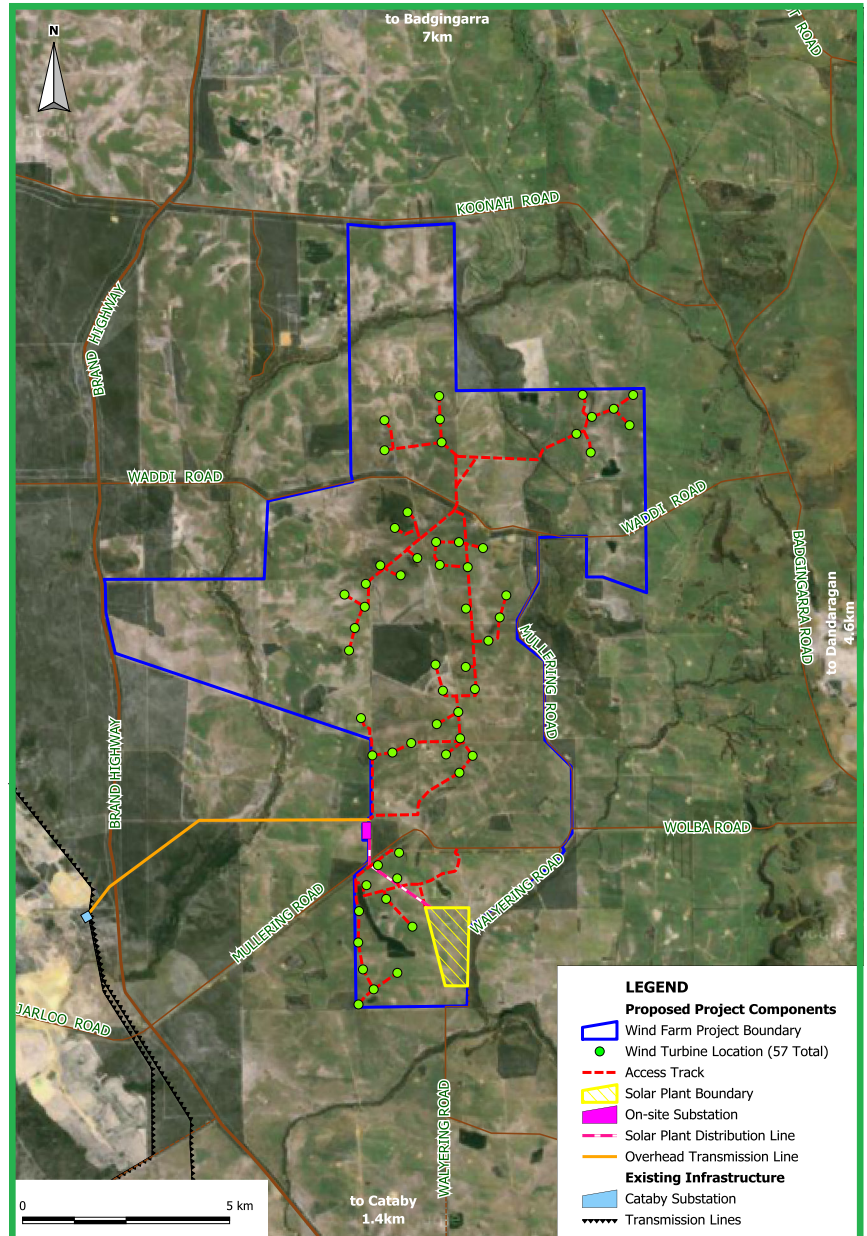 to Badgingarra
7km
T ROAD
N
KOONAH ROAD
BRAND HIGHWAY
WADDI ROAD
WADDI ROAD
BADGINGARRA ROAD
to Dandaragan
4.6km
MULLERING ROAD
BRAND HIGHWAY
WOLBA ROAD
WALYERING ROAD
MULLERING ROAD
JARLOO ROAD
WALYERING ROAD
to Cataby
1.4km
0
5 km
LEGEND
Proposed Project Components
Wind Farm Project Boundary
Wind Turbine Location (57 Total)
Access Track
Solar Plant Boundary
On-site Substation
Solar Plant Distribution Line
Overhead Transmission Line
Existing Infrastructure
Cataby Substation
Transmission Lines